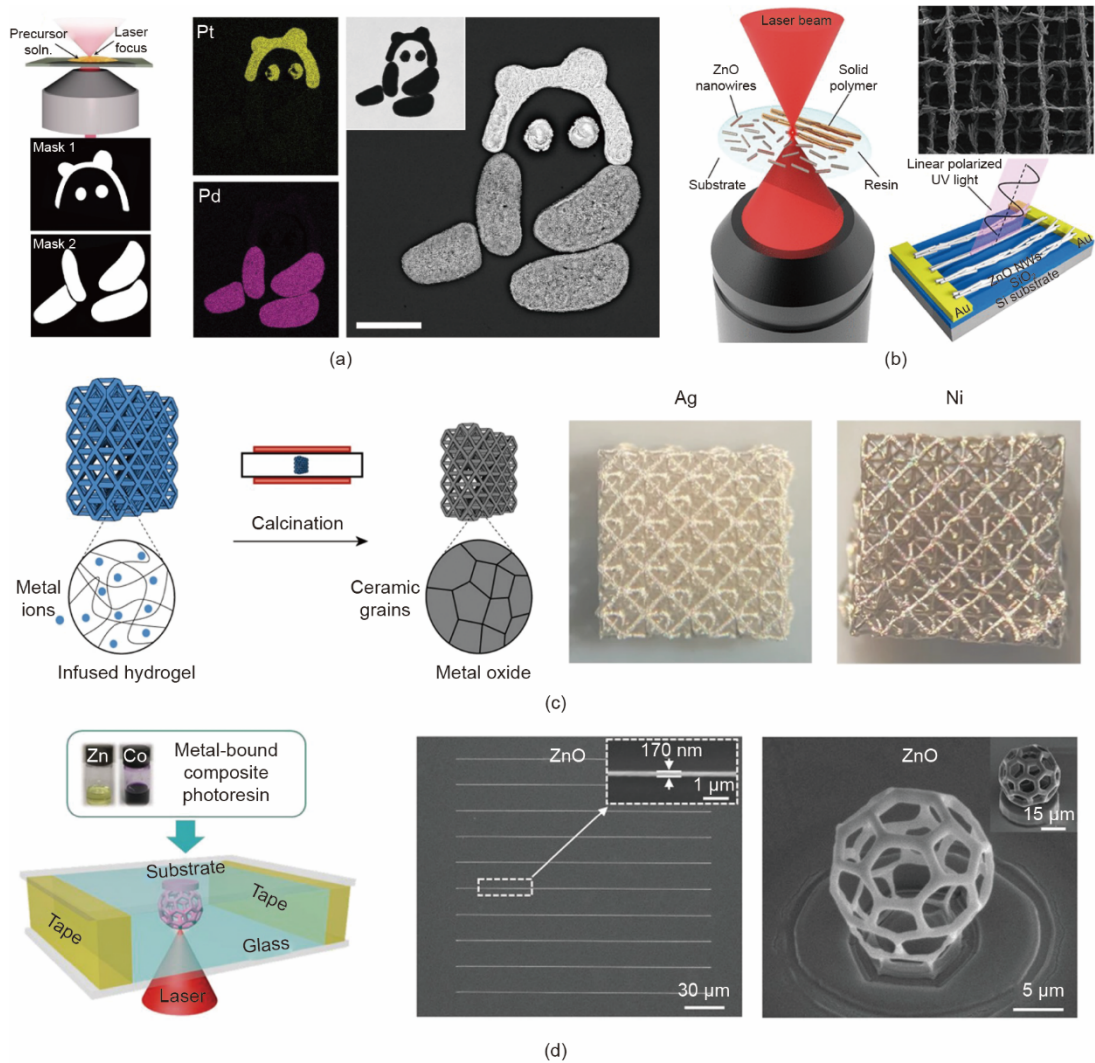 Precursor
soln.
Laser
focus
Mask 1
Mask 2
Pt
Pd
(a)
Laser beam
ZnO
nanowires
Solid
polymer
Substrate
Resin
Linear polarized
UV light
Au
ZnO NWs
SiO2
Si substrate
Au
(b)
Metal
ions
Infused hydrogel
Calcination
Ceramic
grains
Metal oxide
Ag
Ni
(c)
Zn
Co
Metal-bound
composite
photoresin
Substrate
Tape
Tape
Glass
Laser
ZnO
170 nm
1 μm
30 μm
ZnO
15 μm
5 μm
(d)